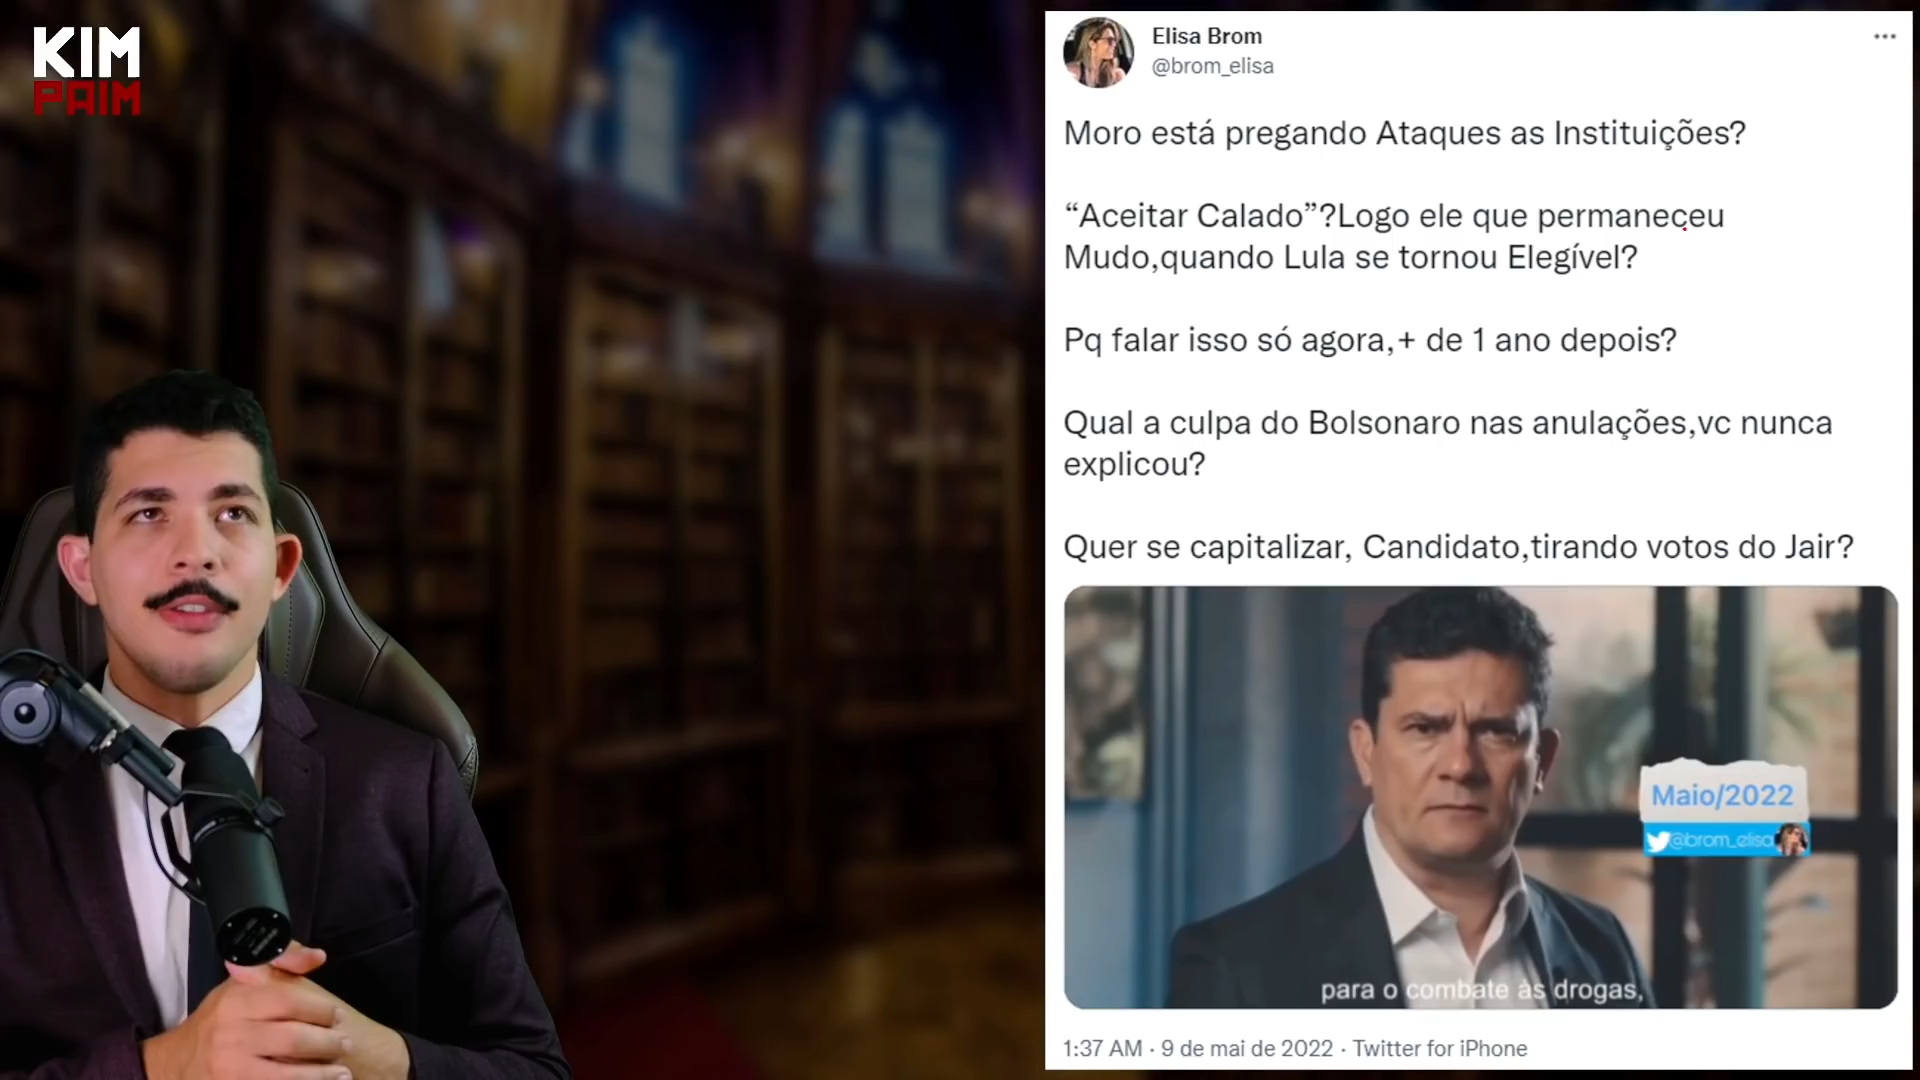 KIM
PAIM
Elisa Brom
@brom_elisa
Moro está pregando Ataques as Instituições?
“Aceitar Calado”?Logo ele que permaneceu
Mudo,quando Lula se tornou Elegível?
Pq falar isso só agora,+ de 1 ano depois?
Qual a culpa do Bolsonaro nas anulações,vc nunca
explicou?
Quer se capitalizar, Candidato,tirando votos do Jair?
Maio/2022
@brom_elisa
para o combate às drogas,
1:37 AM · 9 de mai de 2022 · Twitter for iPhone